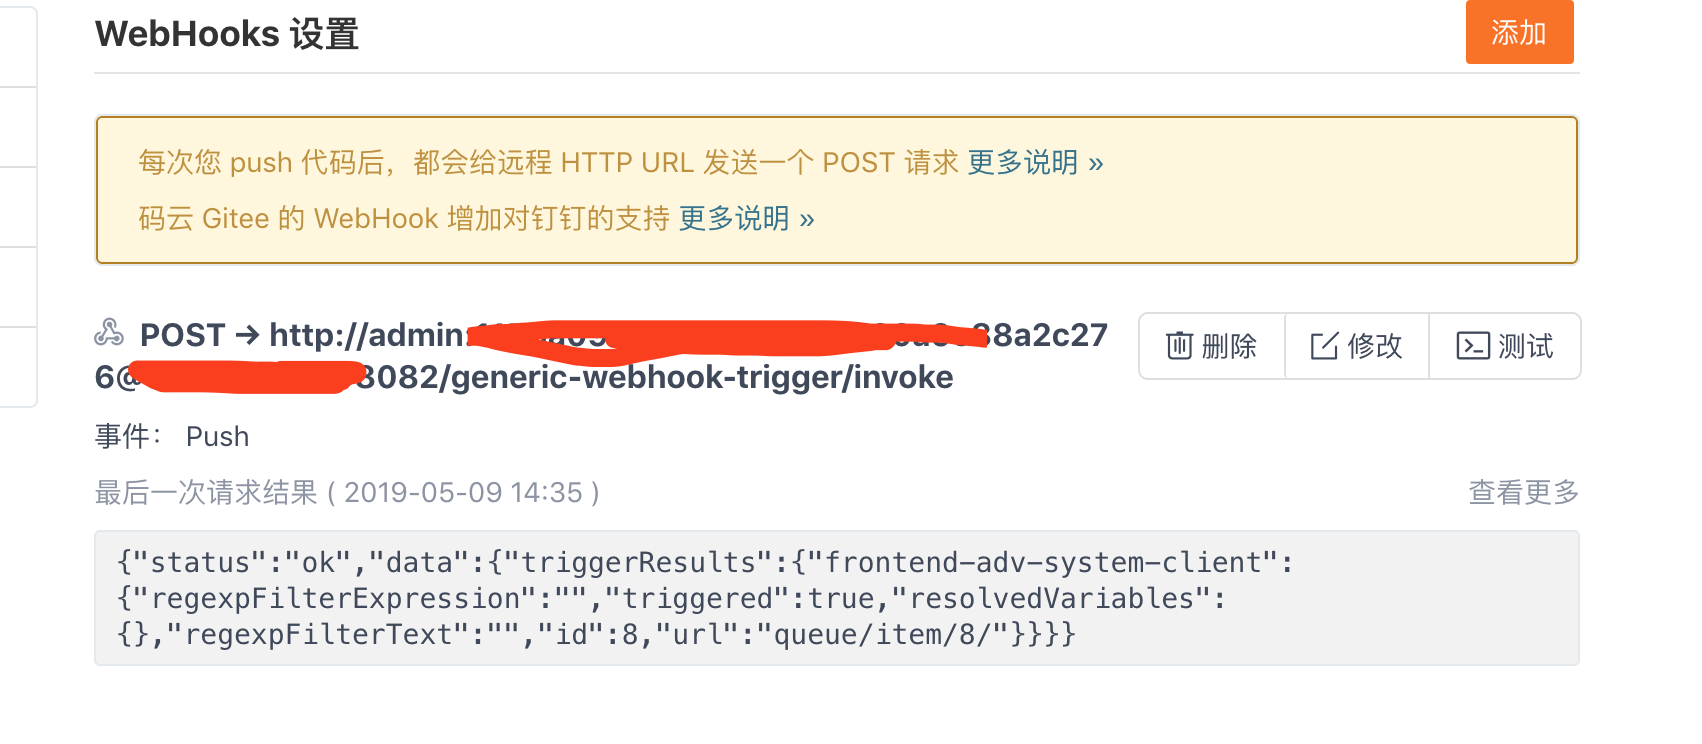 WebHooks 设置
添加
每次您 push 代码后，都会给远程 HTTP URL 发送一个 POST 请求 更多说明 »
码云 Gitee 的 WebHook 增加对钉钉的支持 更多说明 »
POST → http://admin: 88a2c27
6@ 8082/generic-webhook-trigger/invoke
删除
修改
测试
事件： Push
最后一次请求结果 ( 2019-05-09 14:35 )
查看更多
{"status":"ok","data":{"triggerResults":{"frontend-adv-system-client":
{"regexpFilterExpression":"","triggered":true,"resolvedVariables":
{},"regexpFilterText":"","id":8,"url":"queue/item/8/"}}}}